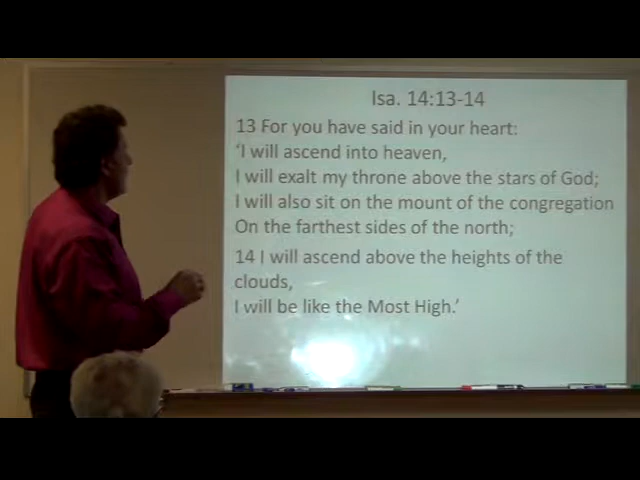 Isa. 14:13-14
13 For you have said in your heart:
‘I will ascend into heaven,
I will exalt my throne above the stars of God;
I will also sit on the mount of the congregation
On the farthest sides of the north;
14 I will ascend above the heights of the
clouds,
I will be like the Most High.’